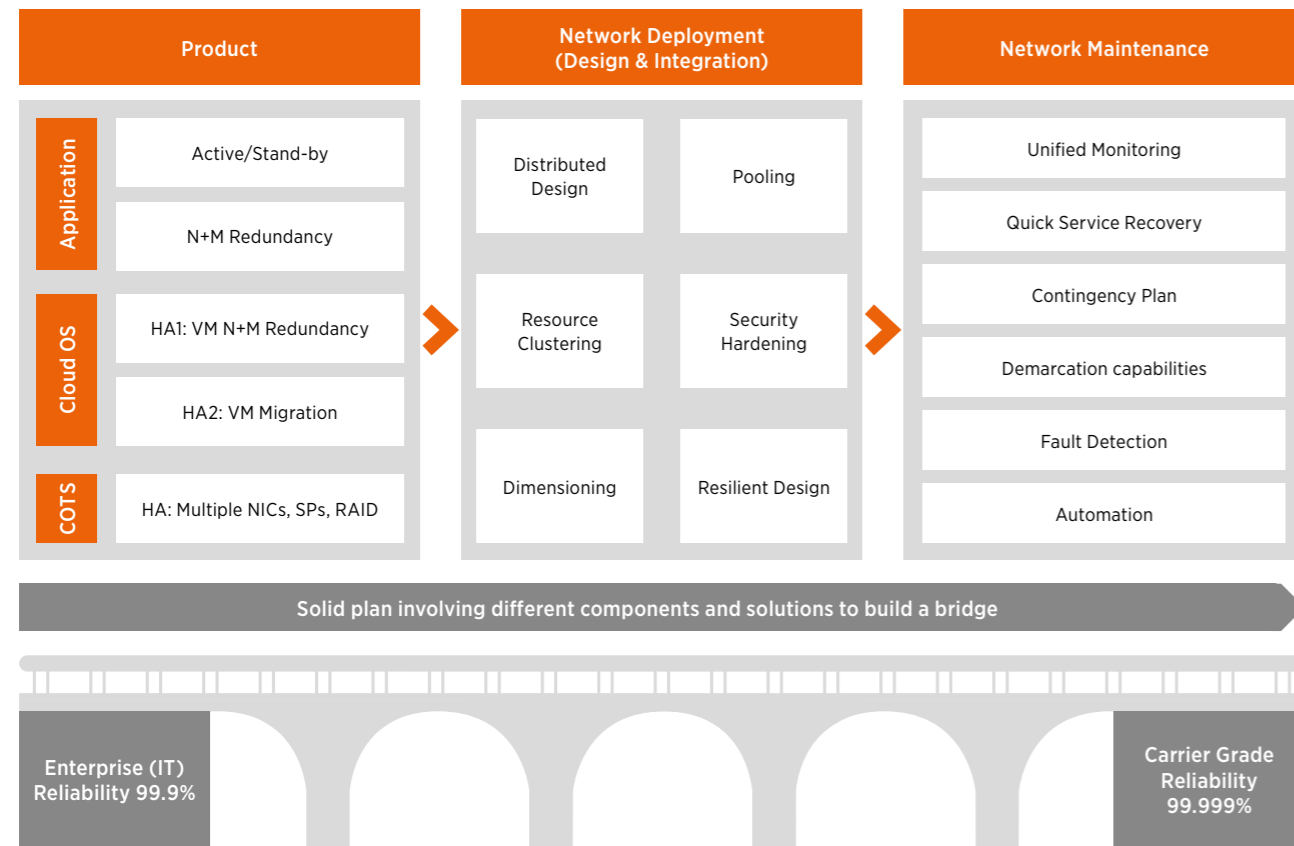 Product
Network Deployment
(Design & Integration)
Network Maintenance
Application
Active/Stand-by
N+M Redundancy
Cloud OS
HA1: VM N+M Redundancy
HA2: VM Migration
COTS
HA: Multiple NICs, SPs, RAID
Distributed
Design
Pooling
Resource
Clustering
Security
Hardening
Dimensioning
Resilient Design
Unified Monitoring
Quick Service Recovery
Contingency Plan
Demarcation capabilities
Fault Detection
Automation
Solid plan involving different components and solutions to build a bridge
Enterprise (IT)
Reliability 99.9%
Carrier Grade
Reliability
99.999%